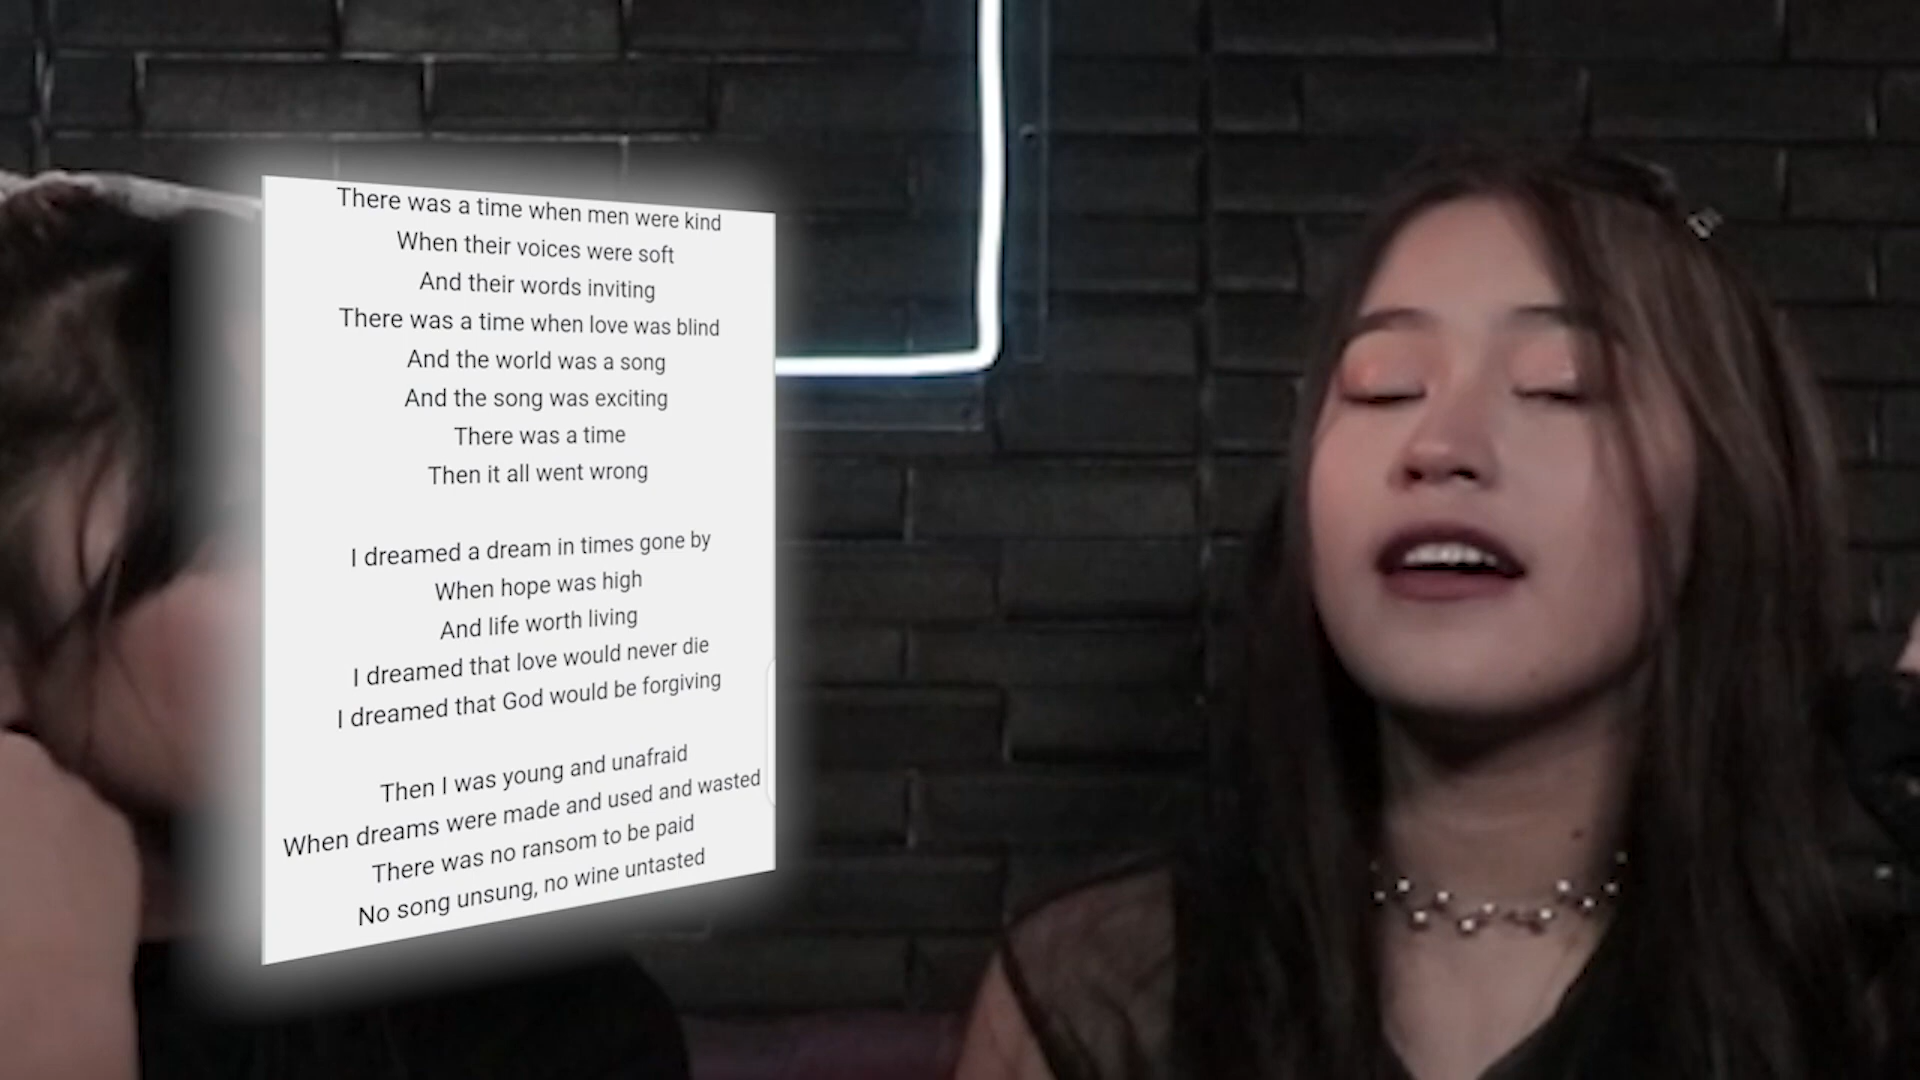 There was a time when men were kind
When their voices were soft
And their words inviting
There was a time when love was blind
And the world was a song
And the song was exciting
There was a time
Then it all went wrong
I dreamed a dream in times gone by
When hope was high
And life worth living
I dreamed that love would never die
I dreamed that God would be forgiving
Then I was young and unafraid
When dreams were made and used and wasted
There was no ransom to be paid
No song unsung, no wine untasted